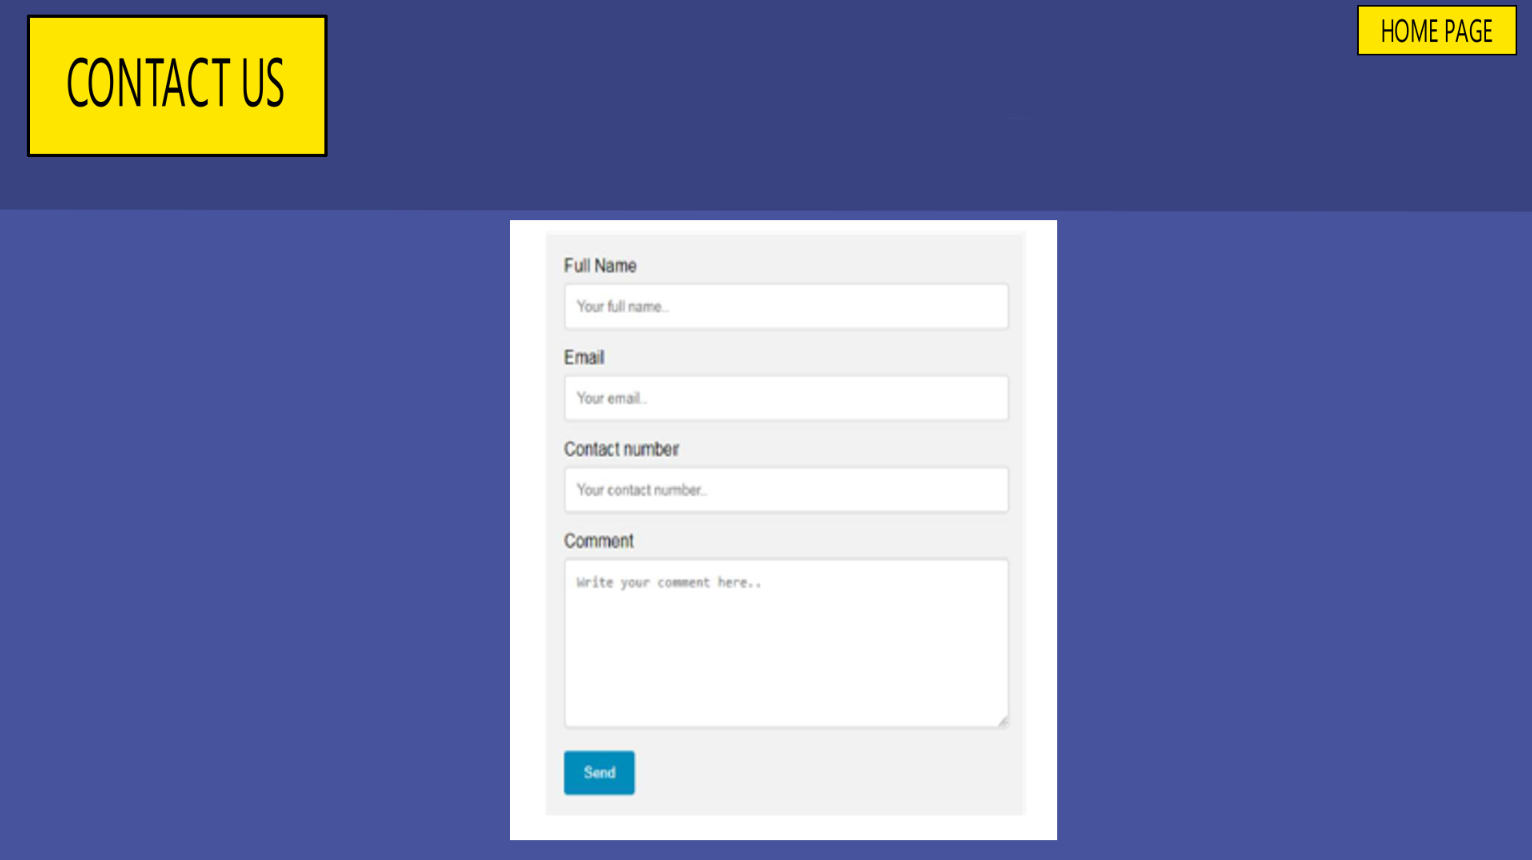 CONTACT US
HOME PAGE
Full Name
Your full name..
Email
Your email..
Contact number
Your contact number..
Comment
Write your comment here..
Send